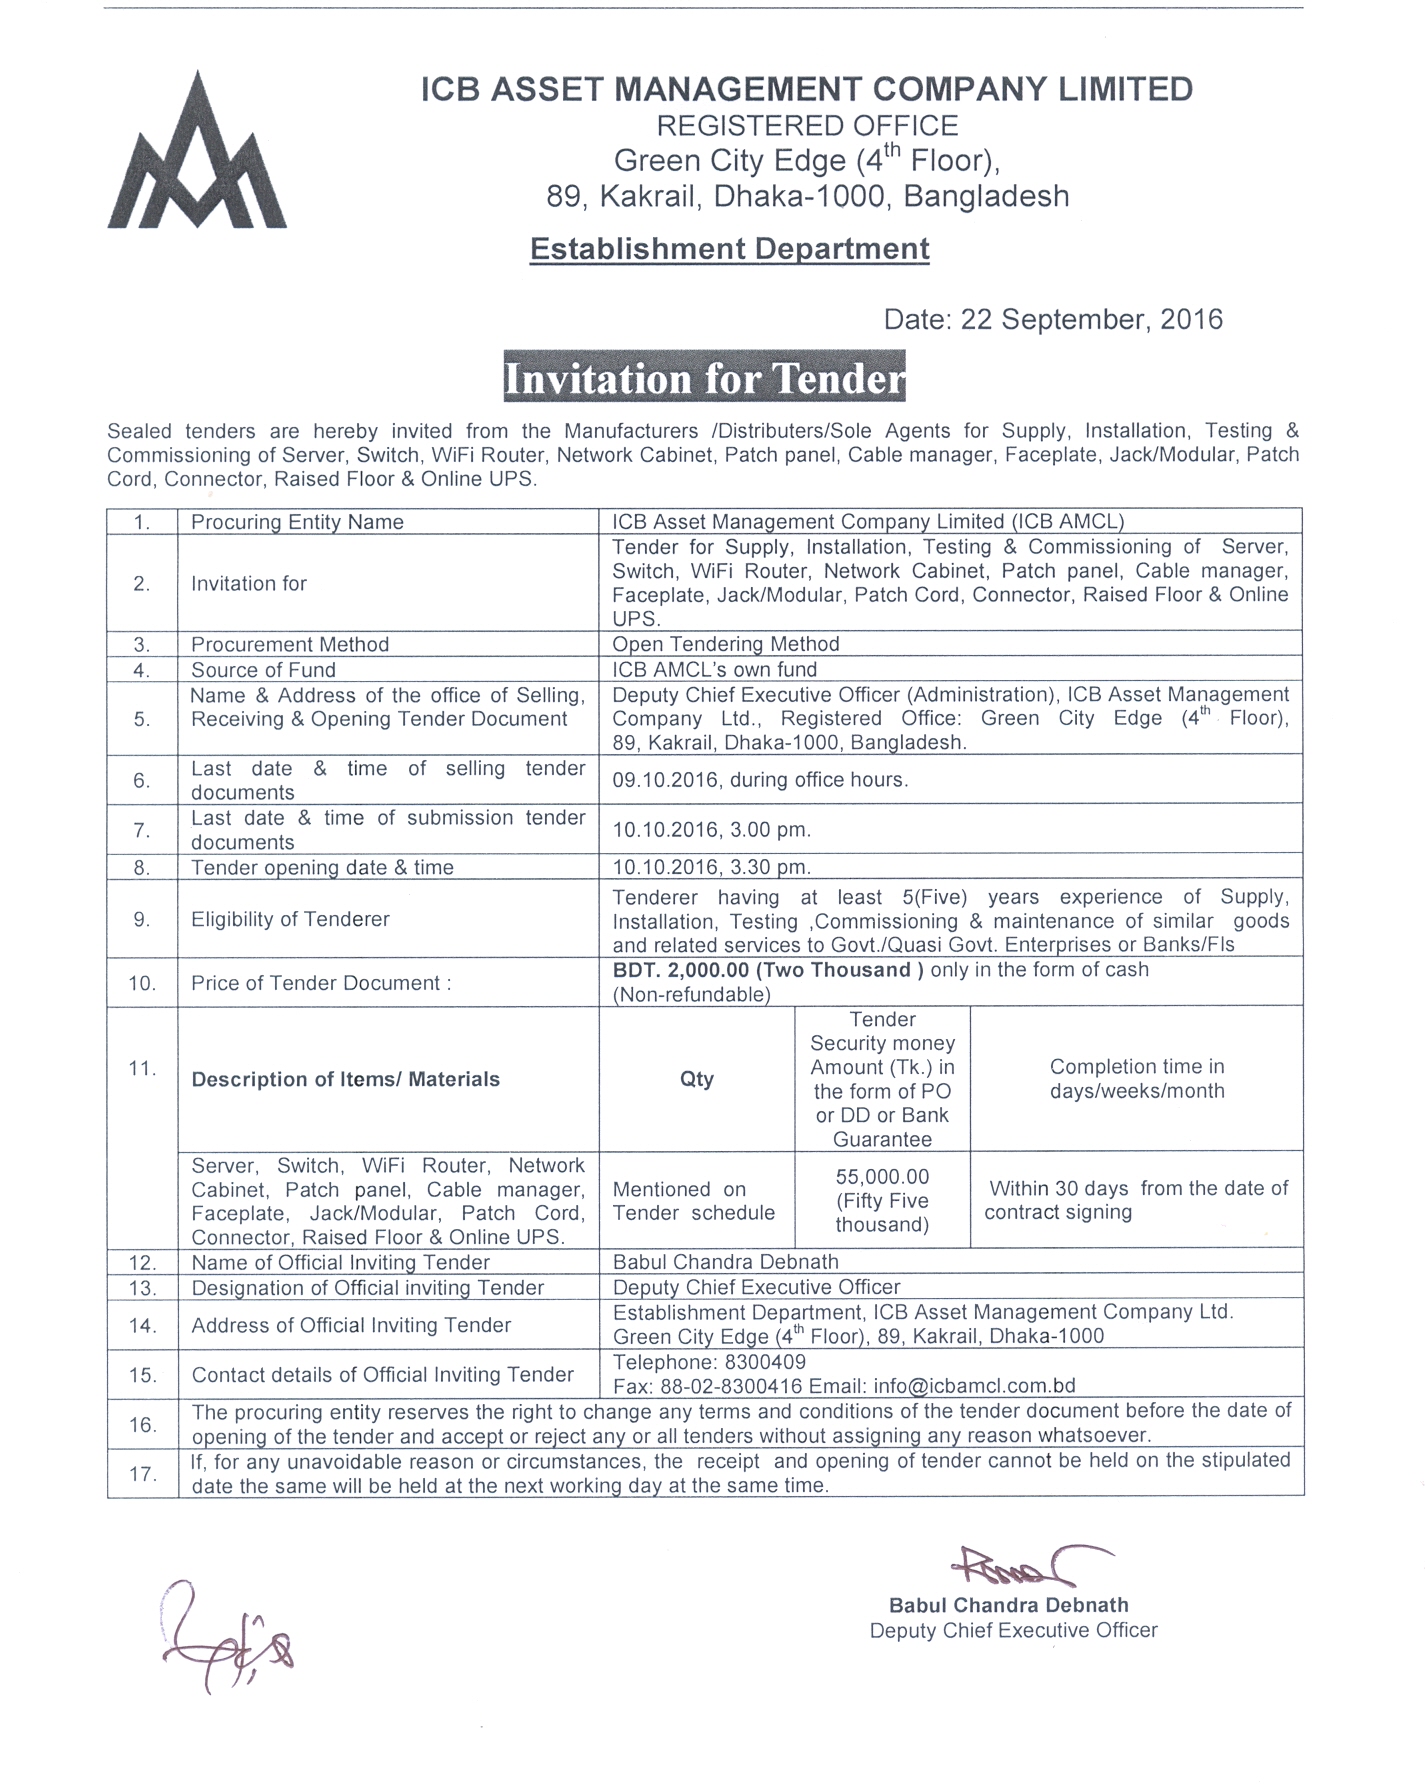 ICB ASSET MANAGEMENT COMPANY LIMITED
REGISTERED OFFICE
Green City Edge (4th Floor),
89, Kakrail, Dhaka-1000, Bangladesh
Establishment Department
Date: 22 September, 2016
Invitation for Tender
Sealed tenders are hereby invited from the Manufacturers /Distributers/Sole Agents for Supply, Installation, Testing &
Commissioning of Server, Switch, WiFi Router, Network Cabinet, Patch panel, Cable manager, Faceplate, Jack/Modular, Patch
Cord, Connector, Raised Floor & Online UPS.
1. Procuring Entity Name
ICB Asset Management Company Limited (ICB AMCL)
2. Invitation for
Tender for Supply, Installation, Testing & Commissioning of Server,
Switch, WiFi Router, Network Cabinet, Patch panel, Cable manager,
Faceplate, Jack/Modular, Patch Cord, Connector, Raised Floor & Online
UPS.
3. Procurement Method
Open Tendering Method
4. Source of Fund
ICB AMCL's own fund
5. Name & Address of the office of Selling,
Receiving & Opening Tender Document
Deputy Chief Executive Officer (Administration), ICB Asset Management
Company Ltd., Registered Office: Green City Edge (4th Floor),
89, Kakrail, Dhaka-1000, Bangladesh.
6. Last date & time of selling tender
documents
09.10.2016, during office hours.
7. Last date & time of submission tender
documents
10.10.2016, 3.00 pm.
8. Tender opening date & time
10.10.2016, 3.30 pm.
9. Eligibility of Tenderer
Tenderer having at least 5(Five) years experience of Supply,
Installation, Testing ,Commissioning & maintenance of similar goods
and related services to Govt./Quasi Govt. Enterprises or Banks/FIs
10. Price of Tender Document :
BDT. 2,000.00 (Two Thousand ) only in the form of cash
(Non-refundable)
11. Description of Items/ Materials
Qty
Tender
Security money
Amount (Tk.) in
the form of PO
or DD or Bank
Guarantee
Completion time in
days/weeks/month
Server, Switch, WiFi Router, Network
Cabinet, Patch panel, Cable manager,
Faceplate, Jack/Modular, Patch Cord,
Connector, Raised Floor & Online UPS.
Mentioned on
Tender schedule
55,000.00
(Fifty Five
thousand)
Within 30 days from the date of
contract signing
12. Name of Official Inviting Tender
Babul Chandra Debnath
13. Designation of Official inviting Tender
Deputy Chief Executive Officer
14. Address of Official Inviting Tender
Establishment Department, ICB Asset Management Company Ltd.
Green City Edge (4th Floor), 89, Kakrail, Dhaka-1000
15. Contact details of Official Inviting Tender
Telephone: 8300409
Fax: 88-02-8300416 Email: info@icbamcl.com.bd
16. The procuring entity reserves the right to change any terms and conditions of the tender document before the date of
opening of the tender and accept or reject any or all tenders without assigning any reason whatsoever.
17. If, for any unavoidable reason or circumstances, the receipt and opening of tender cannot be held on the stipulated
date the same will be held at the next working day at the same time.
Babul Chandra Debnath
Deputy Chief Executive Officer